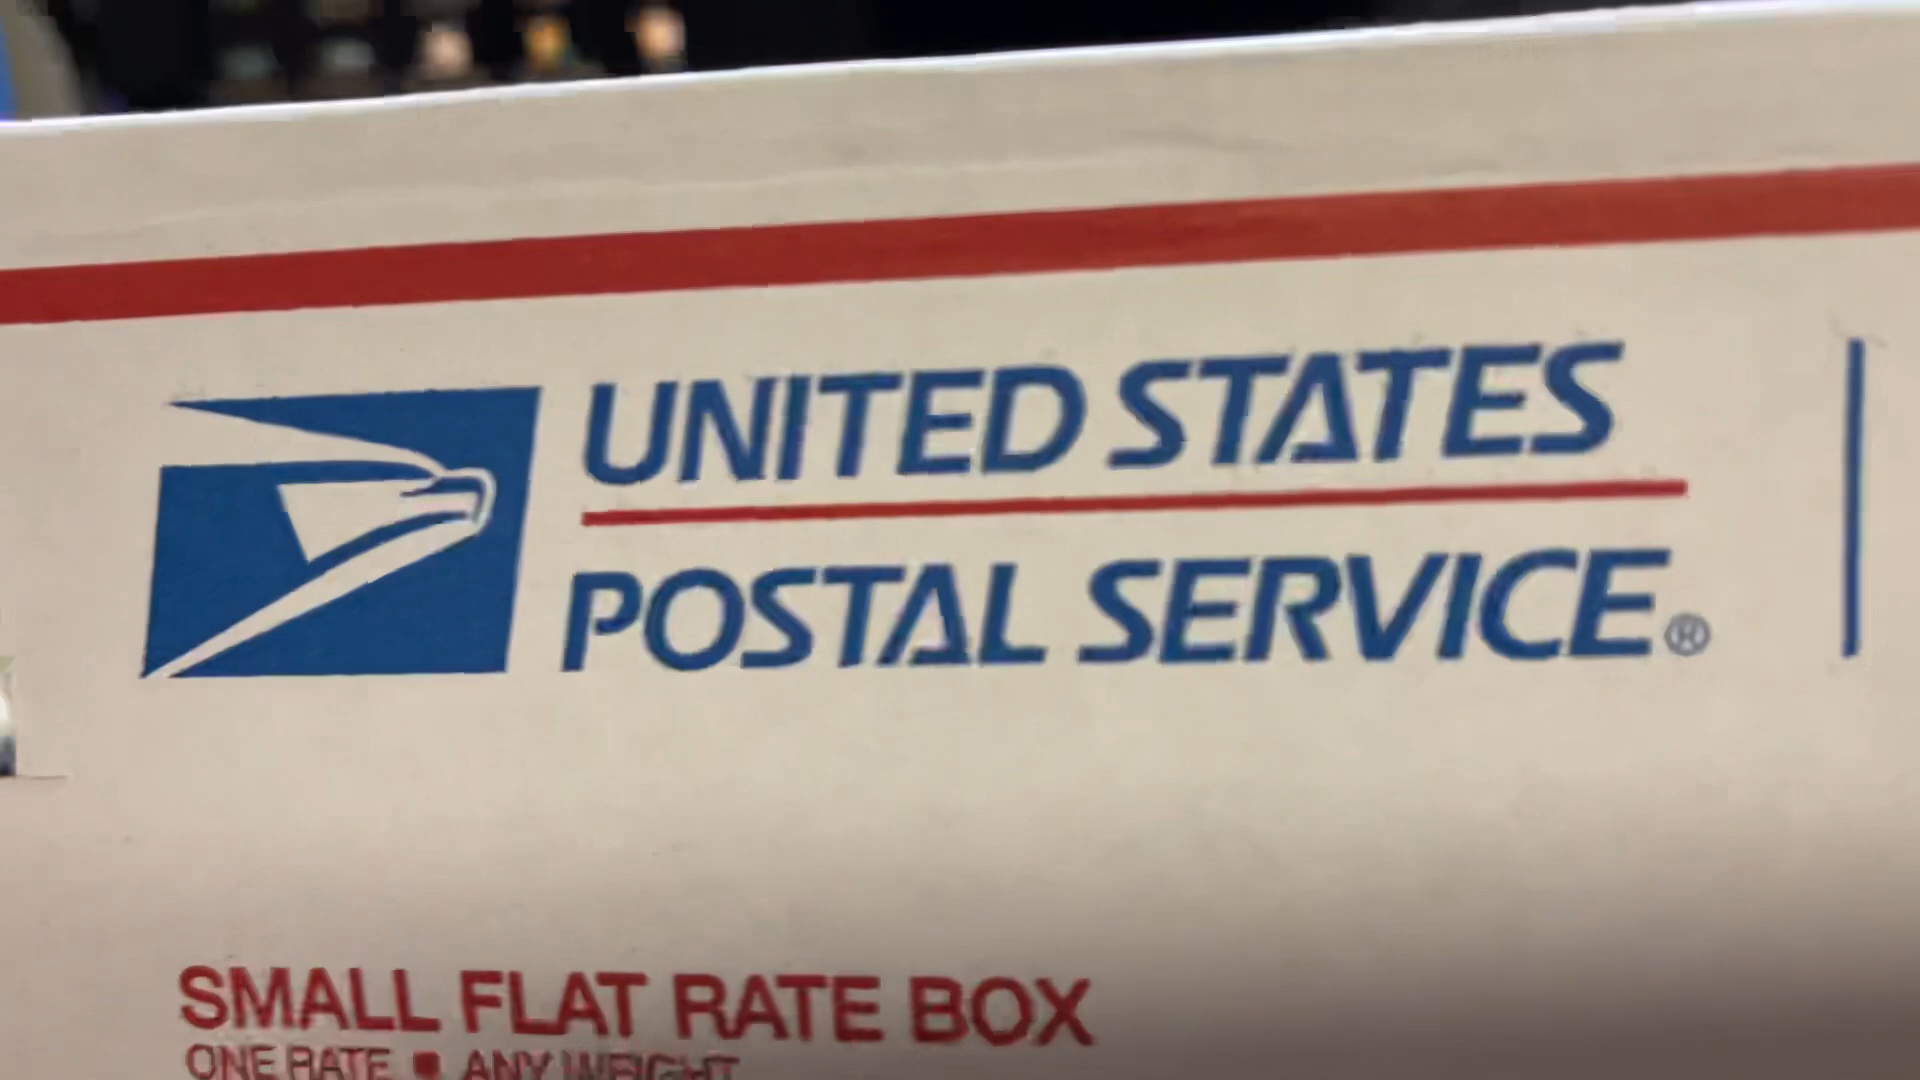 UNITED STATES
POSTAL SERVICE®
SMALL FLAT RATE BOX
ONE RATE ■ ANY WEIGHT